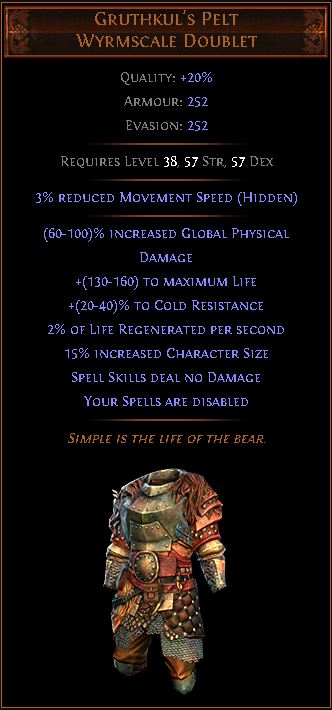 Gruthkul's Pelt
Wyrmscale Doublet
Quality: +20%
Armour: 252
Evasion: 252
Requires Level 38, 57 Str, 57 Dex
3% reduced Movement Speed (Hidden)
(60-100)% increased Global Physical
Damage
+(130-160) to maximum Life
+(20-40)% to Cold Resistance
2% of Life Regenerated per second
15% increased Character Size
Spell Skills deal no Damage
Your Spells are disabled
Simple is the life of the bear.